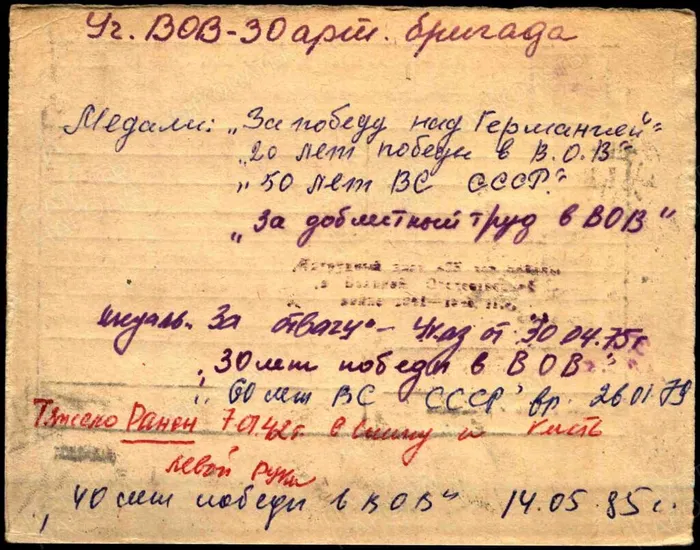 Уч. ВОВ-30 арт. бригада
Медали: „За победу над Германией"
„20 лет победы в В.О.В"
„50 лет ВС СССР."
„За доблестный труд в ВОВ"
медаль „За отвагу" - Указ от 30.04.75г
„30 лет победы в ВОВ"
„60 лет ВС СССР" вр. 26.01.79
Тяжело Ранен 7.01.42г. в спину и кисть
левой руки
„40 лет победы в ВОВ" 14.05.85г.